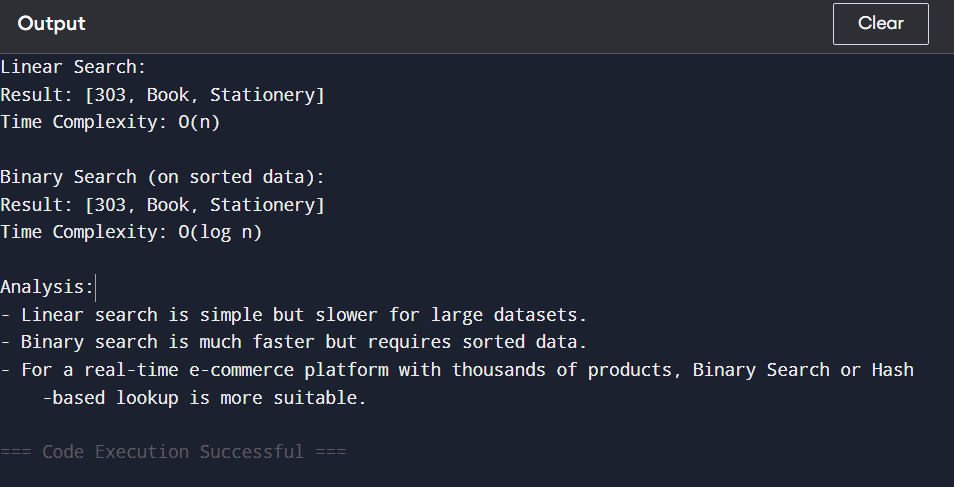 Output
Clear
Linear Search:
Result: [303, Book, Stationery]
Time Complexity: O(n)
Binary Search (on sorted data):
Result: [303, Book, Stationery]
Time Complexity: O(log n)
Analysis:
- Linear search is simple but slower for large datasets.
- Binary search is much faster but requires sorted data.
- For a real-time e-commerce platform with thousands of products, Binary Search or Hash
-based lookup is more suitable.
=== Code Execution Successful ===